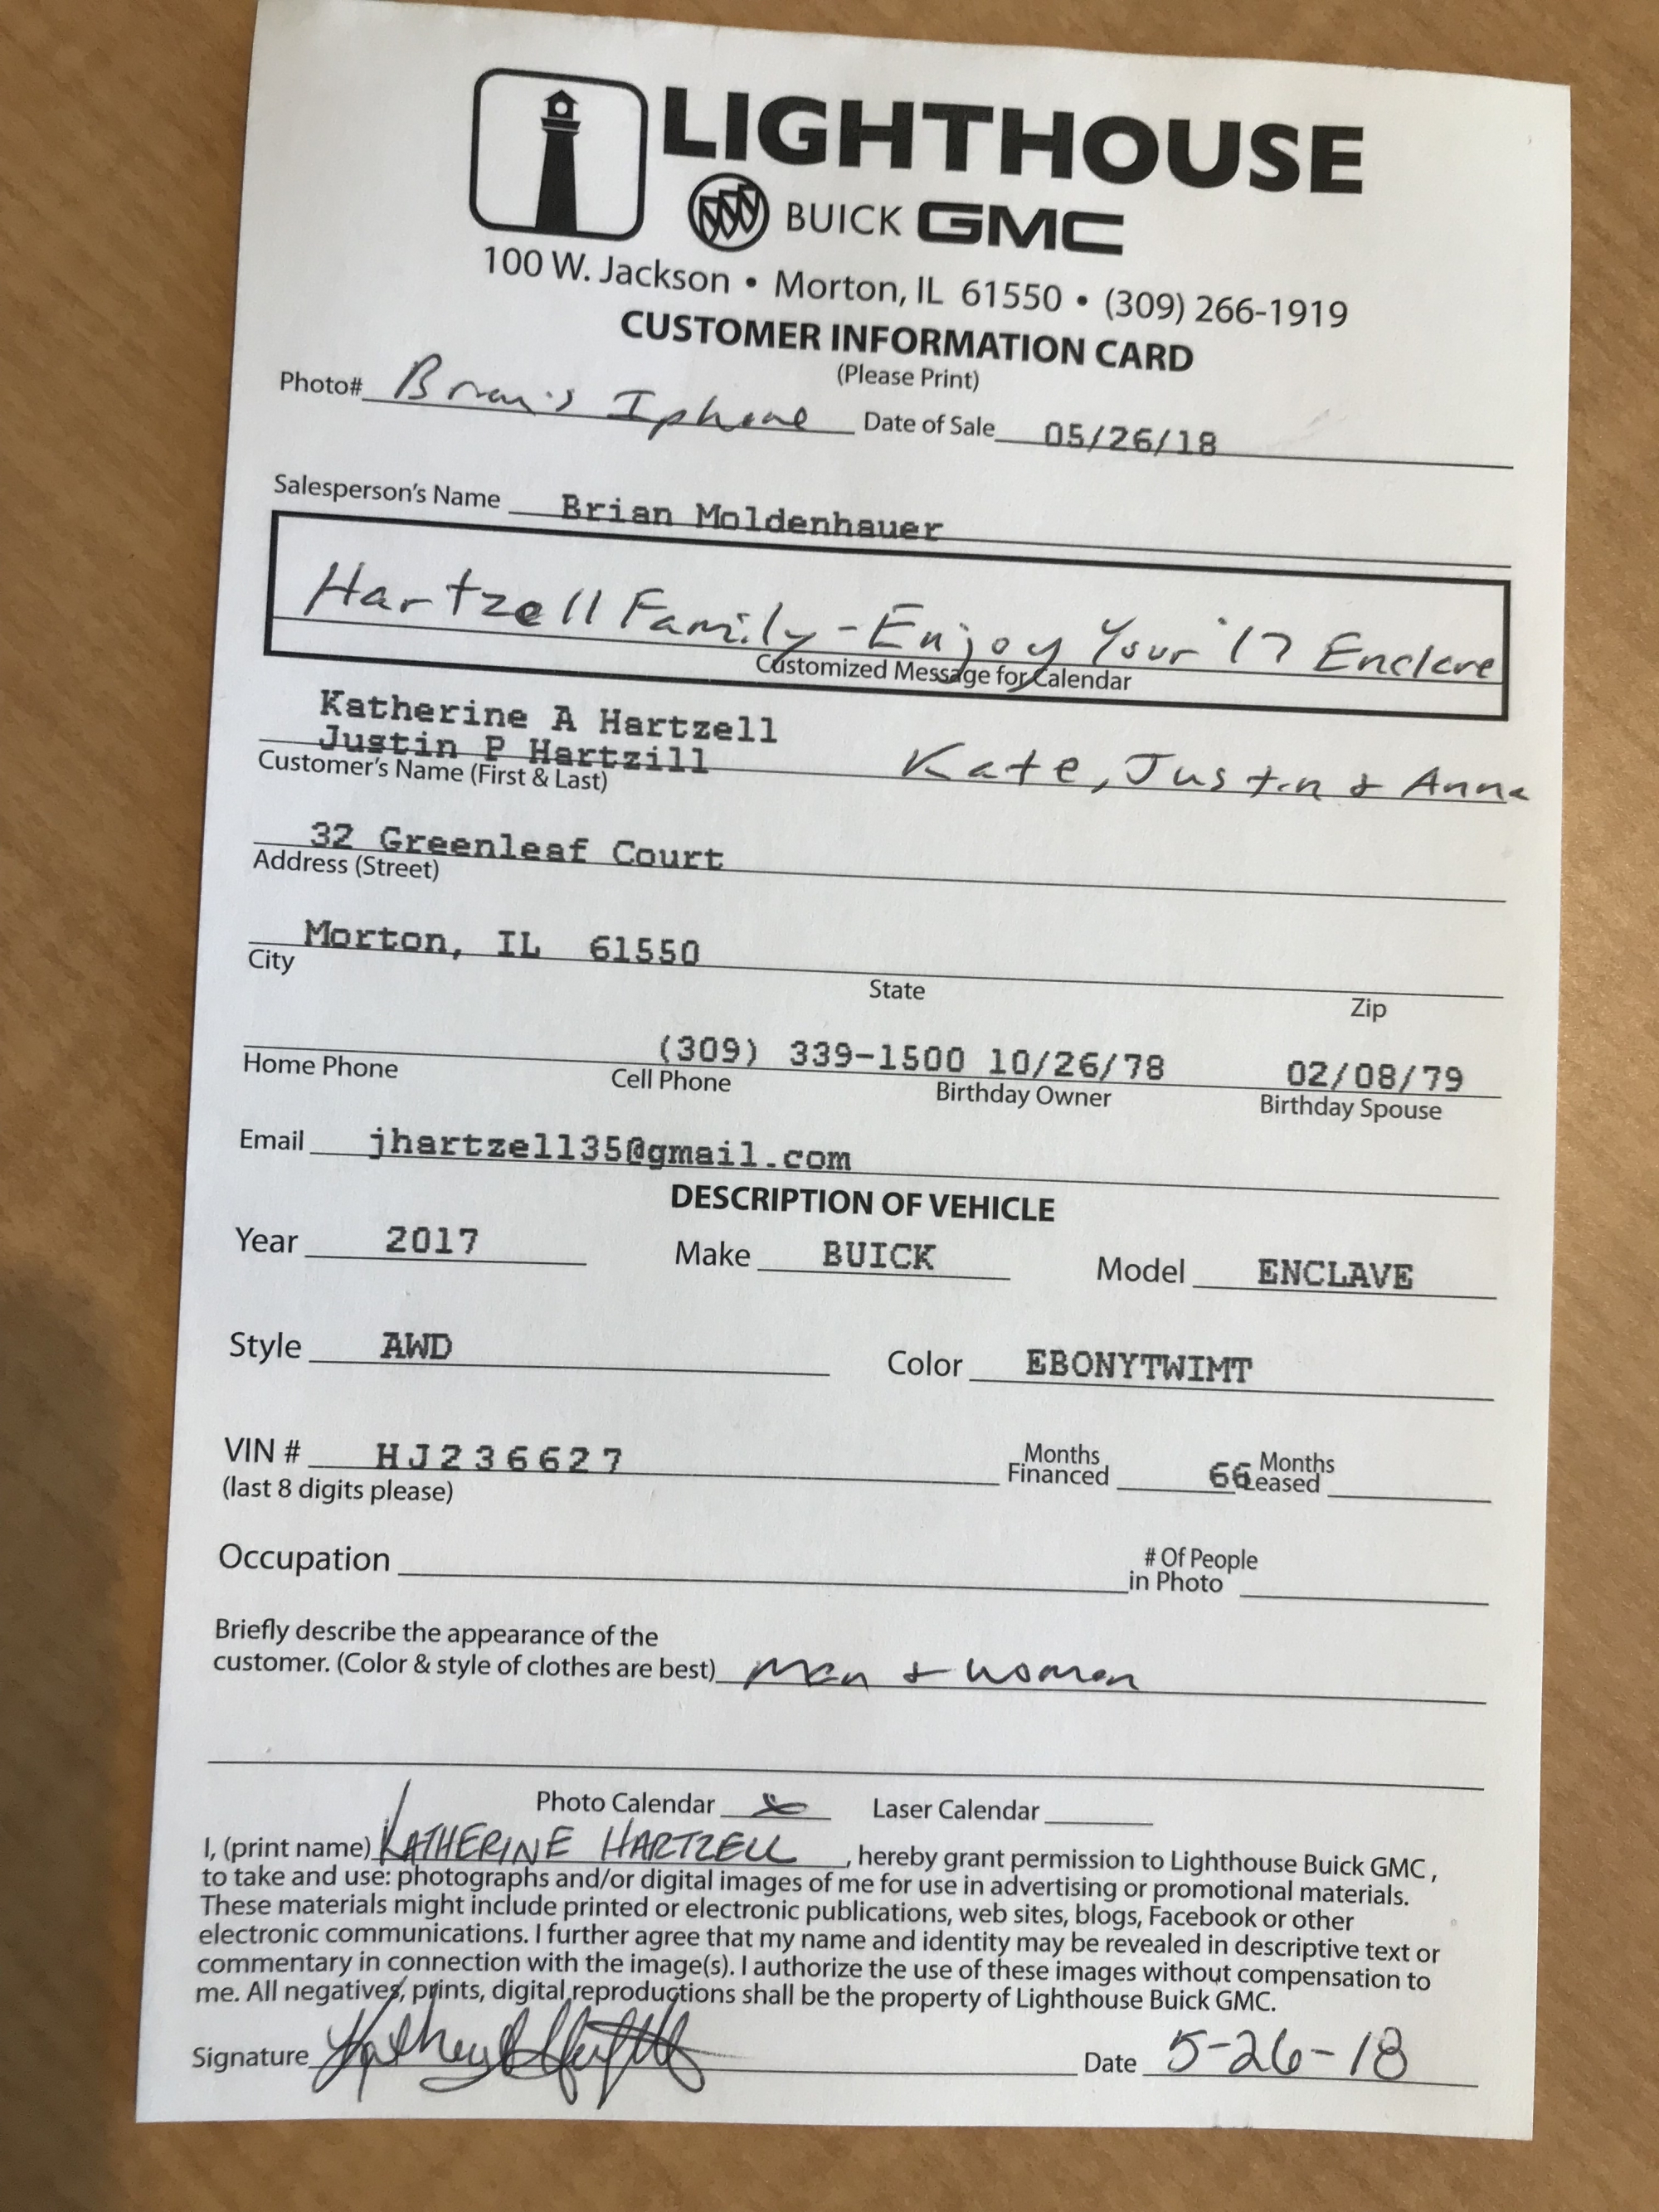 LIGHTHOUSE
BUICK GMC
100 W. Jackson • Morton, IL 61550 • (309) 266-1919
CUSTOMER INFORMATION CARD
(Please Print)
Photo# Brian's Iphone Date of Sale 05/26/18
Salesperson's Name Brian Moldenhauer
Hartzell Family - Enjoy Your '17 Enclave
Customized Message for Calendar
Katherine A Hartzell
Justin P Hartzill Kate, Justin & Anna
Customer's Name (First & Last)
32 Greenleaf Court
Address (Street)
Morton, IL 61550
City State Zip
(309) 339-1500 10/26/78 02/08/79
Home Phone Cell Phone Birthday Owner Birthday Spouse
Email jhartzell35@gmail.com
DESCRIPTION OF VEHICLE
Year 2017 Make BUICK Model ENCLAVE
Style AWD Color EBONYTWIMT
VIN # HJ236627 Months Financed 66 Months Leased
(last 8 digits please)
Occupation # Of People in Photo
Briefly describe the appearance of the
customer. (Color & style of clothes are best) Man & woman
Photo Calendar X Laser Calendar
I, (print name) KATHERINE HARTZELL, hereby grant permission to Lighthouse Buick GMC,
to take and use: photographs and/or digital images of me for use in advertising or promotional materials.
These materials might include printed or electronic publications, web sites, blogs, Facebook or other
electronic communications. I further agree that my name and identity may be revealed in descriptive text or
commentary in connection with the image(s). I authorize the use of these images without compensation to
me. All negatives, prints, digital reproductions shall be the property of Lighthouse Buick GMC.
Signature Date 5-26-18